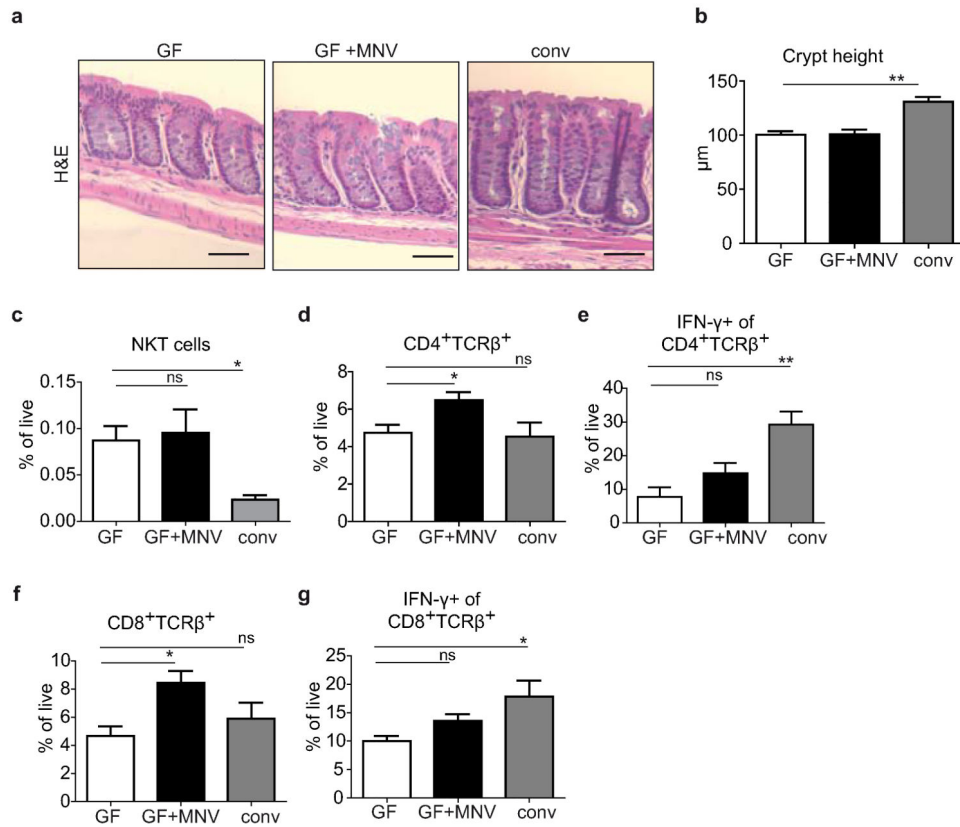 a
GF
GF +MNV
conv
H&E
b
Crypt height
**
150
100
50
0
µm
GF
GF+MNV
conv
c
NKT cells
*
ns
0.15
0.10
0.05
0.00
% of live
GF
GF+MNV
conv
d
CD4⁺TCRβ⁺
ns
*
8
6
4
2
0
% of live
GF
GF+MNV
conv
e
IFN-γ+ of
CD4⁺TCRβ⁺
**
ns
40
30
20
10
0
% of live
GF
GF+MNV
conv
f
CD8⁺TCRβ⁺
ns
*
10
8
6
4
2
0
% of live
GF
GF+MNV
conv
g
IFN-γ+ of
CD8⁺TCRβ⁺
*
ns
25
20
15
10
5
0
% of live
GF
GF+MNV
conv